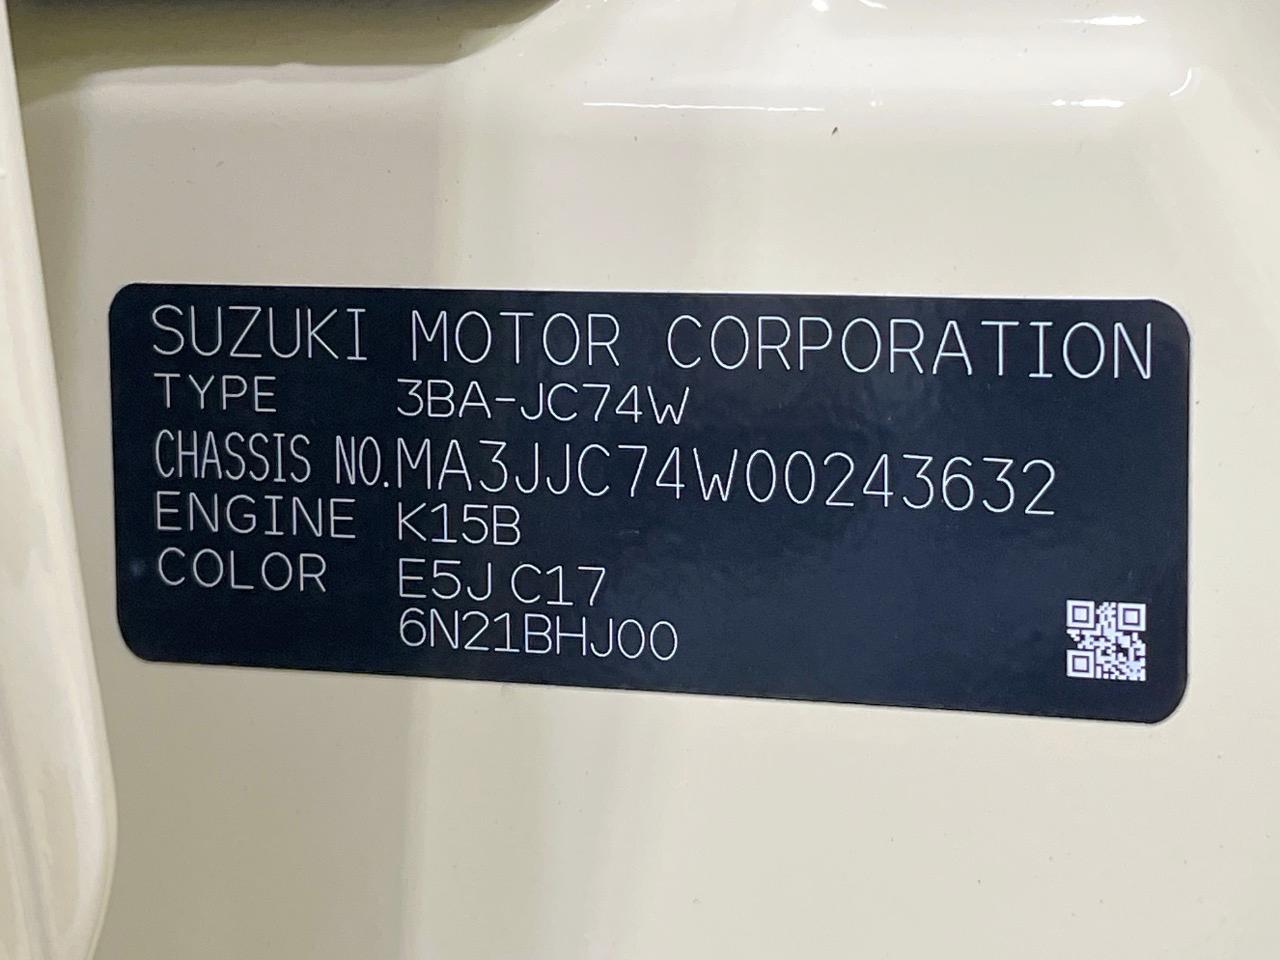 SUZUKI MOTOR CORPORATION
TYPE 3BA-JC74W
CHASSIS NO. MA3JJC74W00243632
ENGINE K15B
COLOR E5J C17
6N21BHJ00